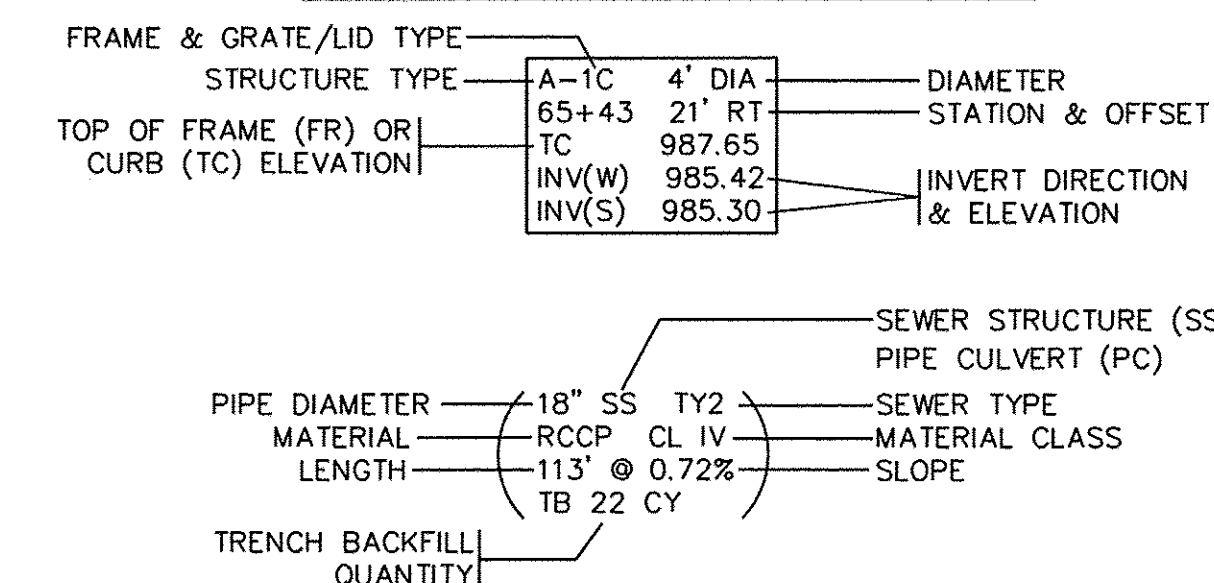 FRAME & GRATE/LID TYPE
STRUCTURE TYPE
TOP OF FRAME (FR) OR
CURB (TC) ELEVATION
A-1C 4' DIA
65+43 21' RT
TC 987.65
INV(W) 985.42
INV(S) 985.30
DIAMETER
STATION & OFFSET
INVERT DIRECTION
& ELEVATION
SEWER STRUCTURE (SS
PIPE CULVERT (PC)
PIPE DIAMETER
MATERIAL
LENGTH
18" SS TY2
RCCP CL IV
113' @ 0.72%
TB 22 CY
SEWER TYPE
MATERIAL CLASS
SLOPE
TRENCH BACKFILL
QUANTITY